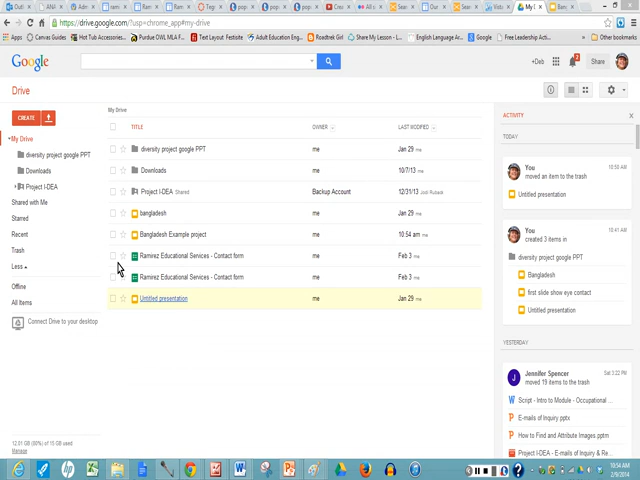 https://drive.google.com/?usp=chrome_app#my-drive
Canvas
Hot Tub Accessories
Purdue OWL MLA F...
Text Layout Festisite
Adult Education Eng...
Roadtrek Girl
Share My Lesson
English Language Ar...
Google
Free Leadership Activ...
Other bookmarks
Google
+Deb
Share
Drive
CREATE
My Drive
diversity project google PPT
Downloads
Project I-DEA
Shared with Me
Starred
Recent
Trash
Less
Offline
All items
Connect Drive to your desktop
12.01 GB (80%) of 15 GB used
Manage
My Drive
TITLE OWNER LAST MODIFIED
diversity project google PPT me Jan 29 me
Downloads me 10/7/13 me
Project I-DEA Shared Backup Account 12/31/13 Jodi Ruback
bangladesh me Jan 29 me
Bangladesh Example project me 10:54 am me
Ramirez Educational Services - Contact form me Feb 3 me
Ramirez Educational Services - Contact form me Feb 3 me
Untitled presentation me Jan 29 me
ACTIVITY
TODAY
You 10:50 AM
moved an item to the trash
Untitled presentation
You 10:41 AM
created 3 items in
diversity project google PPT
Bangladesh
first slide show eye contact
Untitled presentation
YESTERDAY
Jennifer Spencer Sat 3:22 PM
moved 19 items to the trash
Script - Intro to Module - Occupational ...
E-mails of Inquiry pptx
How to Find and Attribute Images.pptm
Project I-DEA - E-mails of Inquiry & Re...
10:54 AM
2/9/2014